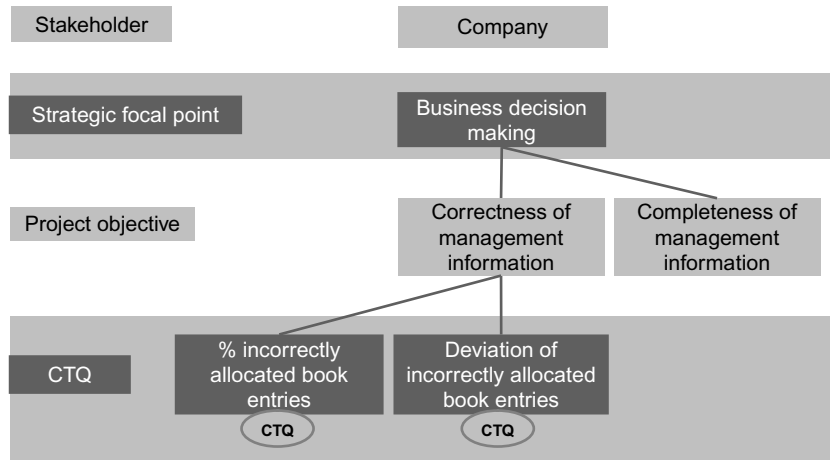 Stakeholder
Company
Strategic focal point
Business decision
making
Project objective
Correctness of
management
information
Completeness of
management
information
CTQ
% incorrectly
allocated book
entries
Deviation of
incorrectly allocated
book entries
CTQ
CTQ